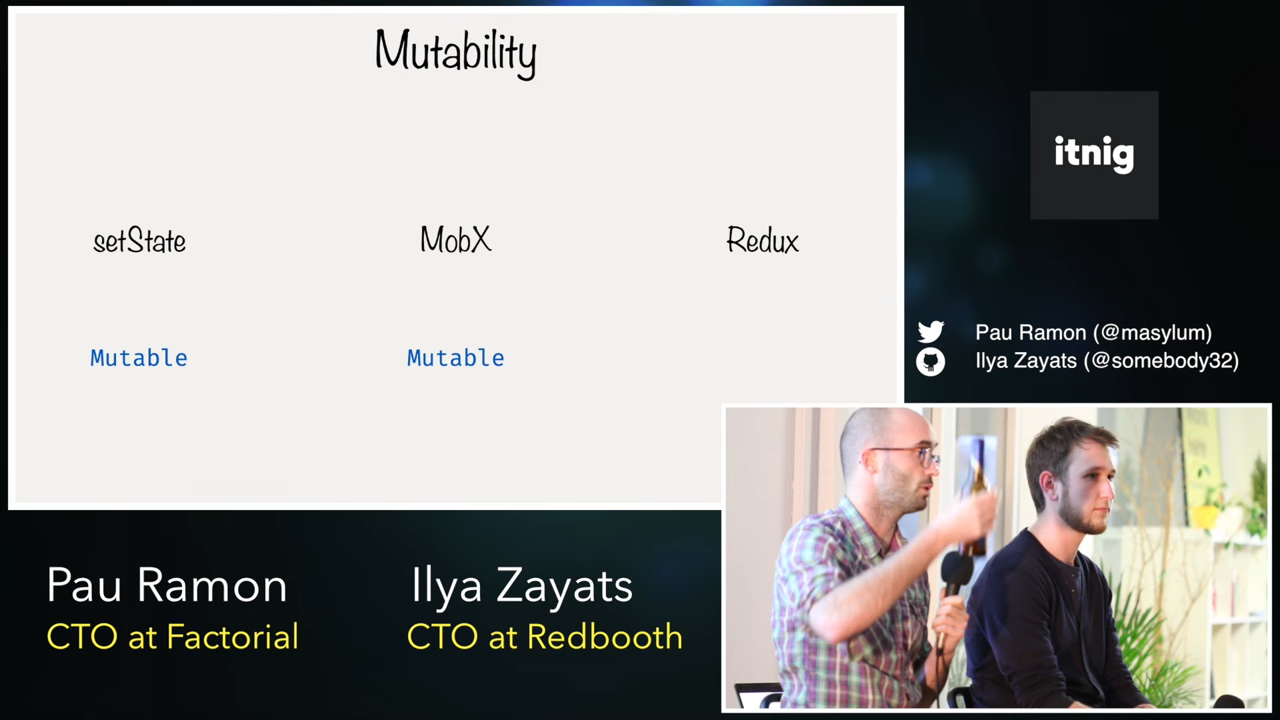 Mutability
setState
MobX
Redux
Mutable
Mutable
itnig
Pau Ramon (@masylum)
Ilya Zayats (@somebody32)
Pau Ramon
CTO at Factorial
Ilya Zayats
CTO at Redbooth